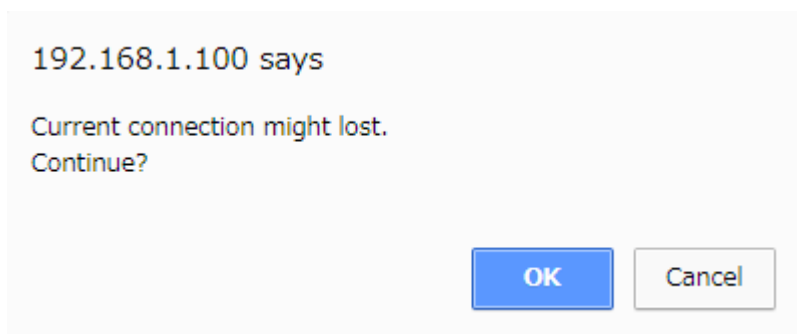 192.168.1.100 says
Current connection might lost.
Continue?
OK
Cancel